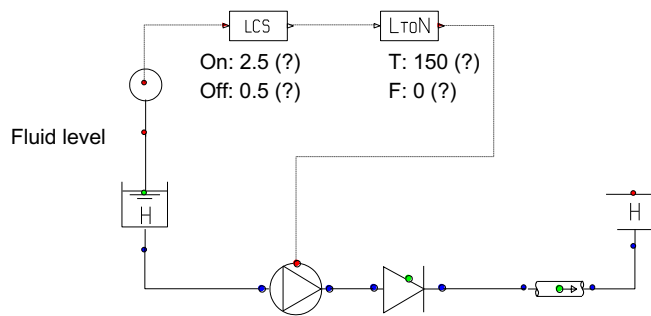 LCS
LTON
On: 2.5 (?)
Off: 0.5 (?)
T: 150 (?)
F: 0 (?)
Fluid level
H
H